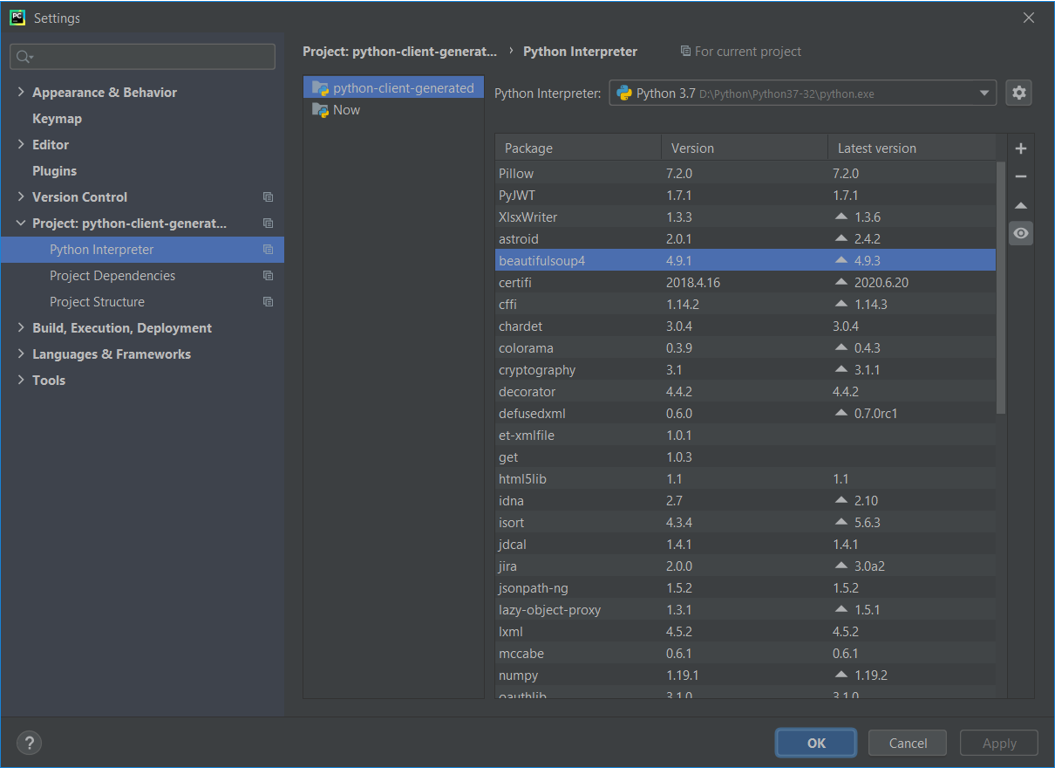 PC Settings
Appearance & Behavior
Keymap
Editor
Plugins
Version Control
Project: python-client-generat...
Python Interpreter
Project Dependencies
Project Structure
Build, Execution, Deployment
Languages & Frameworks
Tools
Project: python-client-generat... › Python Interpreter For current project
python-client-generated
Now
Python Interpreter: Python 3.7 D:\Python\Python37-32\python.exe
Package Version Latest version
Pillow 7.2.0 7.2.0
PyJWT 1.7.1 1.7.1
XlsxWriter 1.3.3 1.3.6
astroid 2.0.1 2.4.2
beautifulsoup4 4.9.1 4.9.3
certifi 2018.4.16 2020.6.20
cffi 1.14.2 1.14.3
chardet 3.0.4 3.0.4
colorama 0.3.9 0.4.3
cryptography 3.1 3.1.1
decorator 4.4.2 4.4.2
defusedxml 0.6.0 0.7.0rc1
et-xmlfile 1.0.1
get 1.0.3
html5lib 1.1 1.1
idna 2.7 2.10
isort 4.3.4 5.6.3
jdcal 1.4.1 1.4.1
jira 2.0.0 3.0a2
jsonpath-ng 1.5.2 1.5.2
lazy-object-proxy 1.3.1 1.5.1
lxml 4.5.2 4.5.2
mccabe 0.6.1 0.6.1
numpy 1.19.1 1.19.2
oauthlib 3.1.0 3.1.0
? OK Cancel Apply